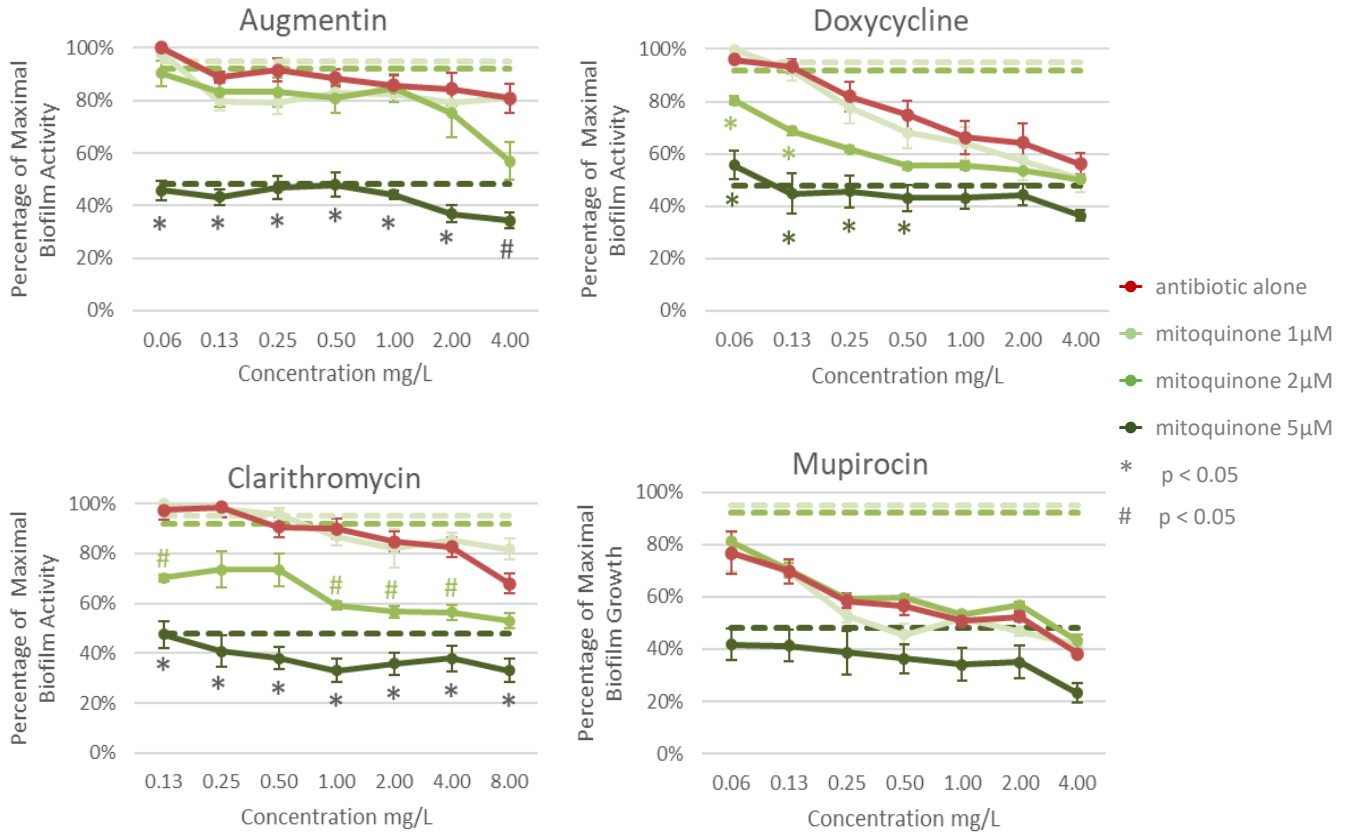 Augmentin
Percentage of Maximal
Biofilm Activity
100%
80%
60%
40%
20%
0%
* * * * * * #
0.06 0.13 0.25 0.50 1.00 2.00 4.00
Concentration mg/L
Doxycycline
Percentage of Maximal
Biofilm Activity
100%
80%
60%
40%
20%
0%
* *
* * * *
0.06 0.13 0.25 0.50 1.00 2.00 4.00
Concentration mg/L
antibiotic alone
mitoquinone 1µM
mitoquinone 2µM
mitoquinone 5µM
* p < 0.05
# p < 0.05
Clarithromycin
Percentage of Maximal
Biofilm Activity
100%
80%
60%
40%
20%
0%
# # # #
* * * * * * *
0.13 0.25 0.50 1.00 2.00 4.00 8.00
Concentration mg/L
Mupirocin
Percentage of Maximal
Biofilm Growth
100%
80%
60%
40%
20%
0%
0.06 0.13 0.25 0.50 1.00 2.00 4.00
Concentration mg/L